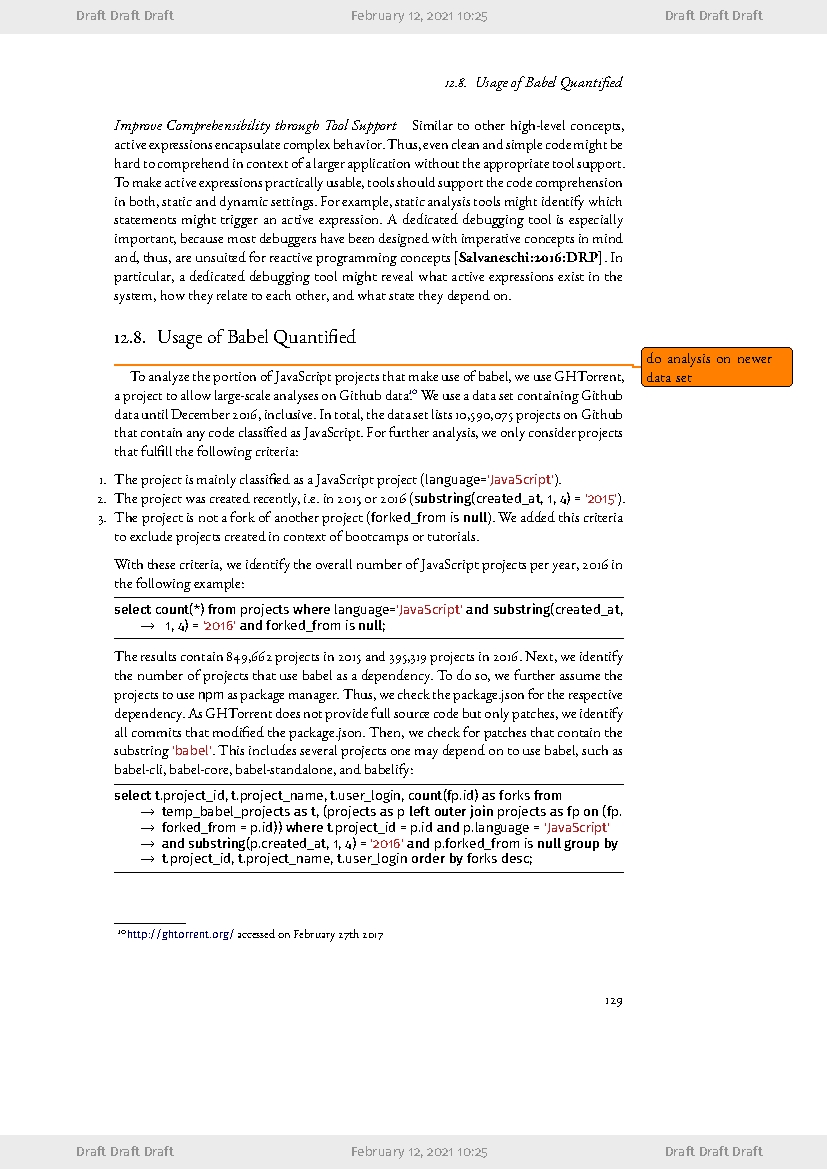 Draft Draft Draft February 12, 2021 10:25 Draft Draft Draft
12.8. Usage of Babel Quantified
Improve Comprehensibility through Tool Support Similar to other high-level concepts,
active expressions encapsulate complex behavior. Thus, even clean and simple code might be
hard to comprehend in context of a larger application without the appropriate tool support.
To make active expressions practically usable, tools should support the code comprehension
in both, static and dynamic settings. For example, static analysis tools might identify which
statements might trigger an active expression. A dedicated debugging tool is especially
important, because most debuggers have been designed with imperative concepts in mind
and, thus, are unsuited for reactive programming concepts [Salvaneschi:2016:DRP]. In
particular, a dedicated debugging tool might reveal what active expressions exist in the
system, how they relate to each other, and what state they depend on.
12.8. Usage of Babel Quantified
do analysis on newer
data set
To analyze the portion of JavaScript projects that make use of babel, we use GHTorrent,
a project to allow large-scale analyses on Github data.10 We use a data set containing Github
data until December 2016, inclusive. In total, the data set lists 10,590,075 projects on Github
that contain any code classified as JavaScript. For further analysis, we only consider projects
that fulfill the following criteria:
1. The project is mainly classified as a JavaScript project (language='JavaScript').
2. The project was created recently, i.e. in 2015 or 2016 (substring(created_at, 1, 4) = '2015').
3. The project is not a fork of another project (forked_from is null). We added this criteria
to exclude projects created in context of bootcamps or tutorials.
With these criteria, we identify the overall number of JavaScript projects per year, 2016 in
the following example:
select count(*) from projects where language='JavaScript' and substring(created_at,
→ 1, 4) = '2016' and forked_from is null;
The results contain 849,662 projects in 2015 and 395,319 projects in 2016. Next, we identify
the number of projects that use babel as a dependency. To do so, we further assume the
projects to use npm as package manager. Thus, we check the package.json for the respective
dependency. As GHTorrent does not provide full source code but only patches, we identify
all commits that modified the package.json. Then, we check for patches that contain the
substring 'babel'. This includes several projects one may depend on to use babel, such as
babel-cli, babel-core, babel-standalone, and babelify:
select t.project_id, t.project_name, t.user_login, count(fp.id) as forks from
→ temp_babel_projects as t, (projects as p left outer join projects as fp on (fp.
→ forked_from = p.id)) where t.project_id = p.id and p.language = 'JavaScript'
→ and substring(p.created_at, 1, 4) = '2016' and p.forked_from is null group by
→ t.project_id, t.project_name, t.user_login order by forks desc;
10http://ghtorrent.org/ accessed on February 27th 2017
129
Draft Draft Draft February 12, 2021 10:25 Draft Draft Draft